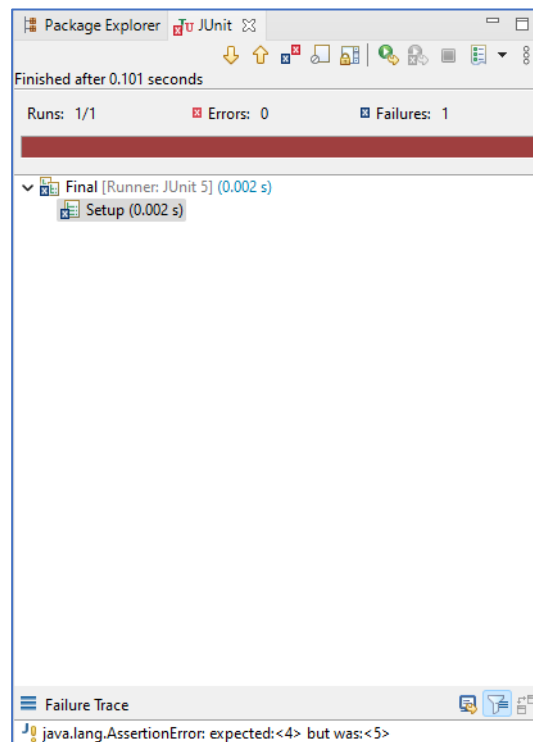 Package Explorer JUnit
Finished after 0.101 seconds
Runs: 1/1 Errors: 0 Failures: 1
Final [Runner: JUnit 5] (0.002 s)
Setup (0.002 s)
Failure Trace
java.lang.AssertionError: expected:<4> but was:<5>